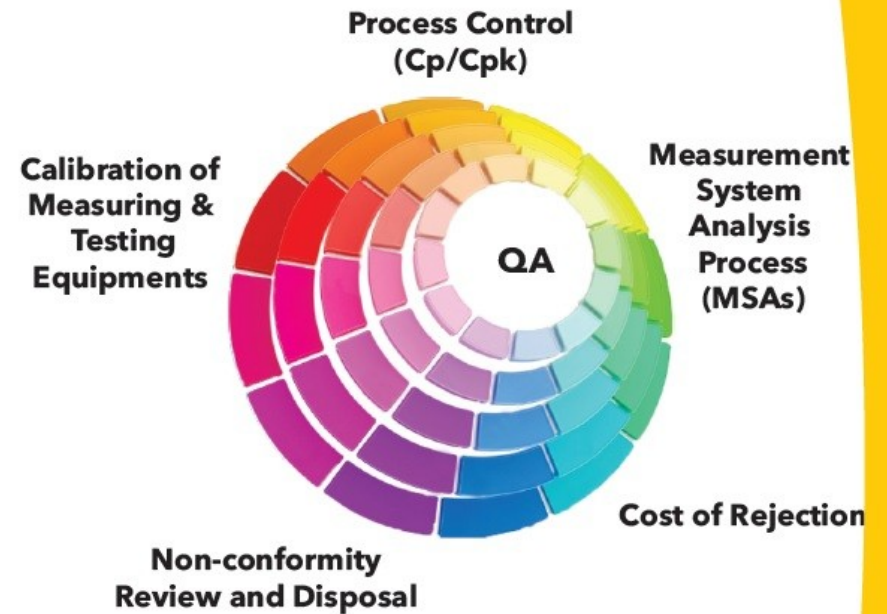 Process Control
(Cp/Cpk)
Calibration of
Measuring &
Testing
Equipments
Measurement
System
Analysis
Process
(MSAs)
QA
Cost of Rejection
Non-conformity
Review and Disposal